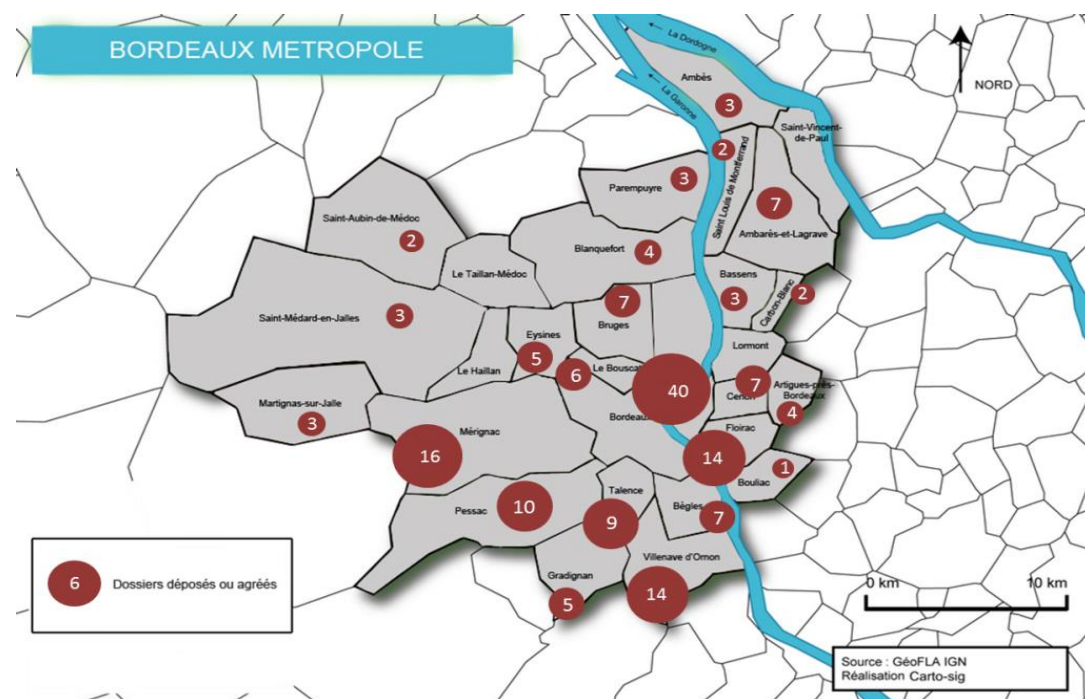 BORDEAUX METROPOLE
La Dordogne
Ambès
NORD
La Garonne
3
Saint-Vincent-
de-Paul
2
Saint Louis de Montferrand
Parempuyre
3
7
Saint-Aubin-de-Médoc
Ambarès-et-Lagrave
2
Blanquefort
4
Le Taillan-Médoc
Bassens
3
Carbon-Blanc
2
7
Saint-Médard-en-Jalles
3
Bruges
Eysines
5
Lormont
Le Haillan
6
Le Bouscat
40
7
Cenon
Artigues-près-
Bordeaux
4
Martignas-sur-Jalle
3
Bordeaux
Floirac
Mérignac
16
14
1
Bouliac
Talence
Pessac
10
9
Bègles
7
Villenave d'Ornon
14
Gradignan
5
6
Dossiers déposés ou agréés
0 km
10 km
Source : GéoFLA IGN
Réalisation Carto-sig